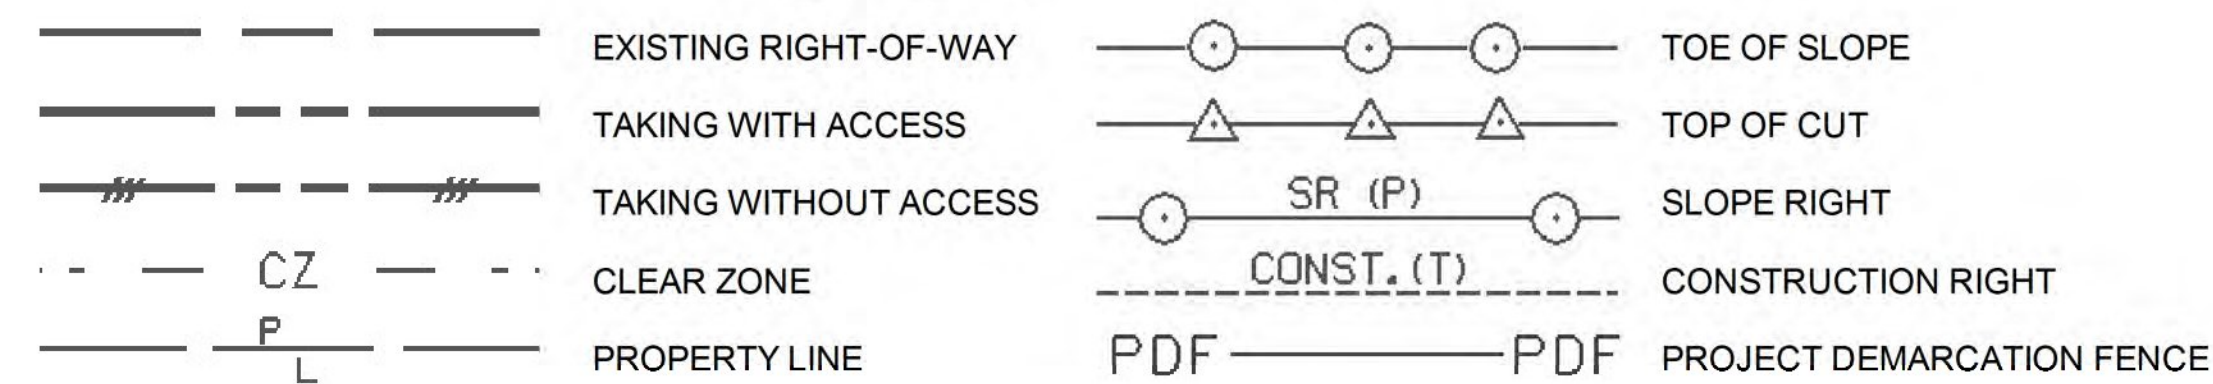 EXISTING RIGHT-OF-WAY
TAKING WITH ACCESS
TAKING WITHOUT ACCESS
CZ
CLEAR ZONE
P
L
PROPERTY LINE
TOE OF SLOPE
TOP OF CUT
SR (P)
SLOPE RIGHT
CONST. (T)
CONSTRUCTION RIGHT
PDF PDF
PROJECT DEMARCATION FENCE